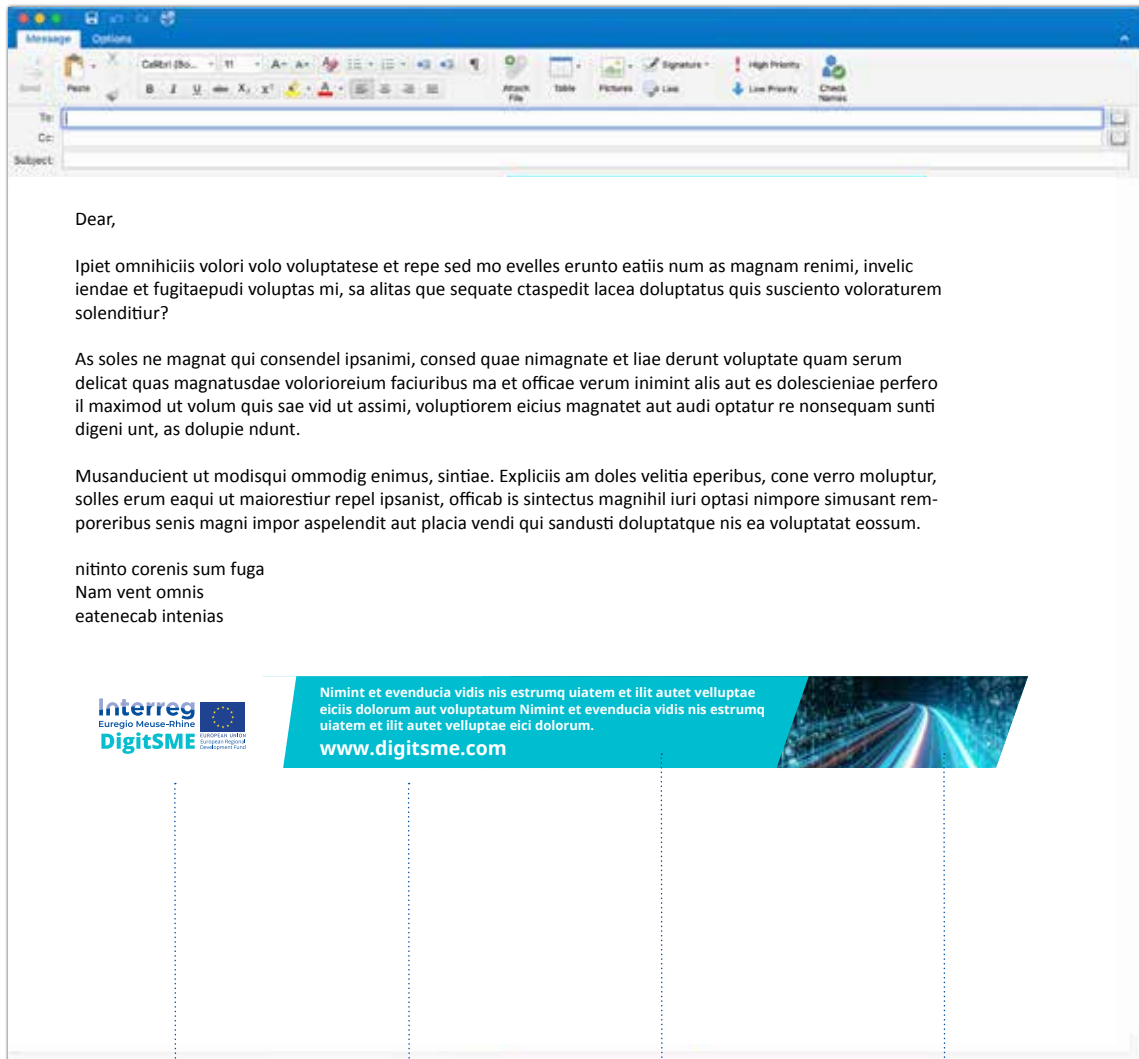 Message Options
Calibri (Bo... 11 A A
High Priority
Signature
Paste B I U abc X₂ X² A Attach File Table Pictures Link Low Priority Check Names
To:
Cc:
Subject:
Dear,
Ipiet omnihiciis volori volo voluptatese et repe sed mo evelles erunto eatiis num as magnam renimi, invelic
iendae et fugitaepudi voluptas mi, sa alitas que sequate ctaspedit lacea doluptatus quis susciento voloraturem
solenditiur?
As soles ne magnat qui consendel ipsanimi, consed quae nimagnate et liae derunt voluptate quam serum
delicat quas magnatusdae volorioreium faciuribus ma et officae verum inimint alis aut es dolescieniae perfero
il maximod ut volum quis sae vid ut assimi, voluptiorem eicius magnatet aut audi optatur re nonsequam sunti
digeni unt, as dolupie ndunt.
Musanducient ut modisqui ommodig enimus, sintiae. Expliciis am doles velitia eperibus, cone verro moluptur,
solles erum eaqui ut maiorestiur repel ipsanist, officab is sintectus magnihil iuri optasi nimpore simusant rem-
poreribus senis magni impor aspelendit aut placia vendi qui sandusti doluptatque nis ea voluptatat eossum.
nitinto corenis sum fuga
Nam vent omnis
eatenecab intenias
Interreg
Euregio Meuse-Rhine
DigitSME
EUROPEAN UNION
European Regional
Development Fund
Nimint et evenducia vidis nis estrumq uiatem et ilit autet velluptae
eiciis dolorum aut voluptatum Nimint et evenducia vidis nis estrumq
uiatem et ilit autet velluptae eici dolorum.
www.digitsme.com